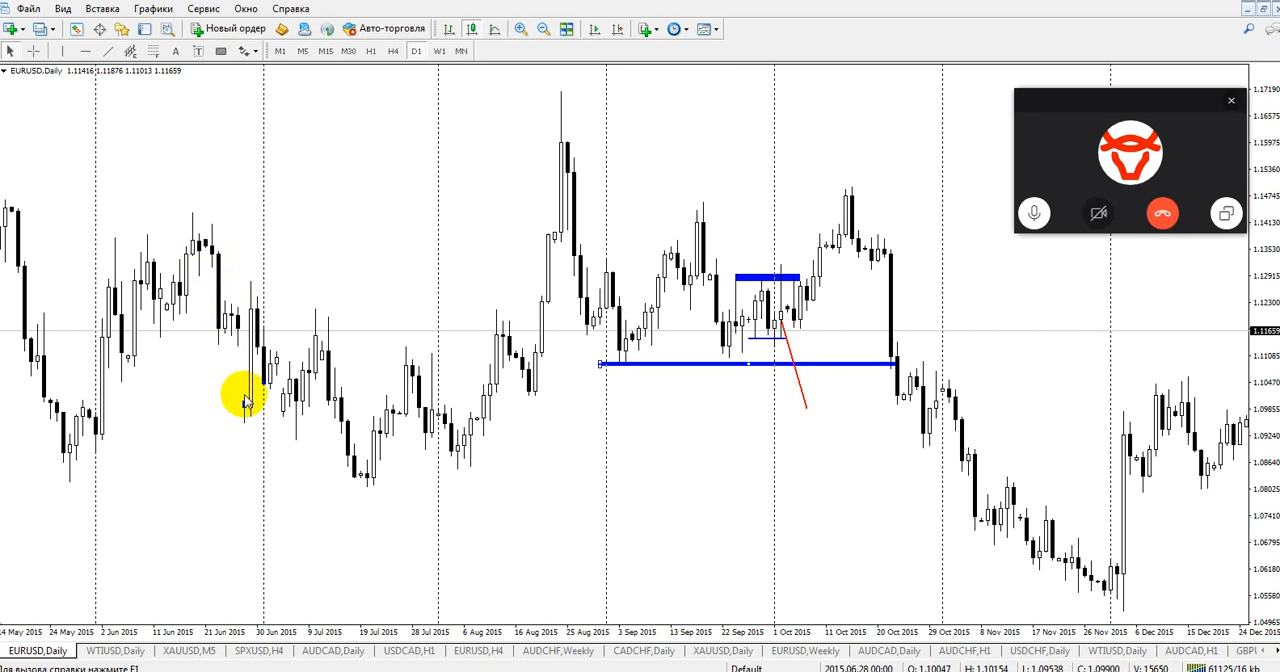 Файл Вид Вставка Графики Сервис Окно Справка
Новый ордер Авто-торговля
A T M1 M5 M15 M30 H1 H4 D1 W1 MN
EURUSD,Daily 1.11416 1.11876 1.11013 1.11659
1.17190
1.16575
1.15975
1.15360
1.14745
1.14130
1.13515
1.12915
1.12300
1.11659
1.11085
1.10470
1.09240
1.08640
1.08025
1.07410
1.06795
1.06180
1.05580
1.04965
14 May 2015 24 May 2015 2 Jun 2015 11 Jun 2015 21 Jun 2015 30 Jun 2015 9 Jul 2015 19 Jul 2015 28 Jul 2015 6 Aug 2015 16 Aug 2015 25 Aug 2015 3 Sep 2015 13 Sep 2015 22 Sep 2015 1 Oct 2015 11 Oct 2015 20 Oct 2015 29 Oct 2015 8 Nov 2015 17 Nov 2015 26 Nov 2015 6 Dec 2015 15 Dec 2015 24 Dec 2015
EURUSD,Daily WTIUSD,Daily XAUUSD,M5 SPXUSD,H4 AUDCAD,Daily USDCAD,H1 EURUSD,H4 AUDCHF,Weekly CADCHF,Daily XAUUSD,Daily EURUSD,Weekly AUDCAD,Daily AUDCHF,H1 USDCHF,Daily WTIUSD,Daily AUDCAD,H1 GBPU
Для вызова справки нажмите F1 Default 2015.06.28 00:00 O: 1.10047 H: 1.10154 L: 1.09538 C: 1.09900 V: 15650 61125/16 kb